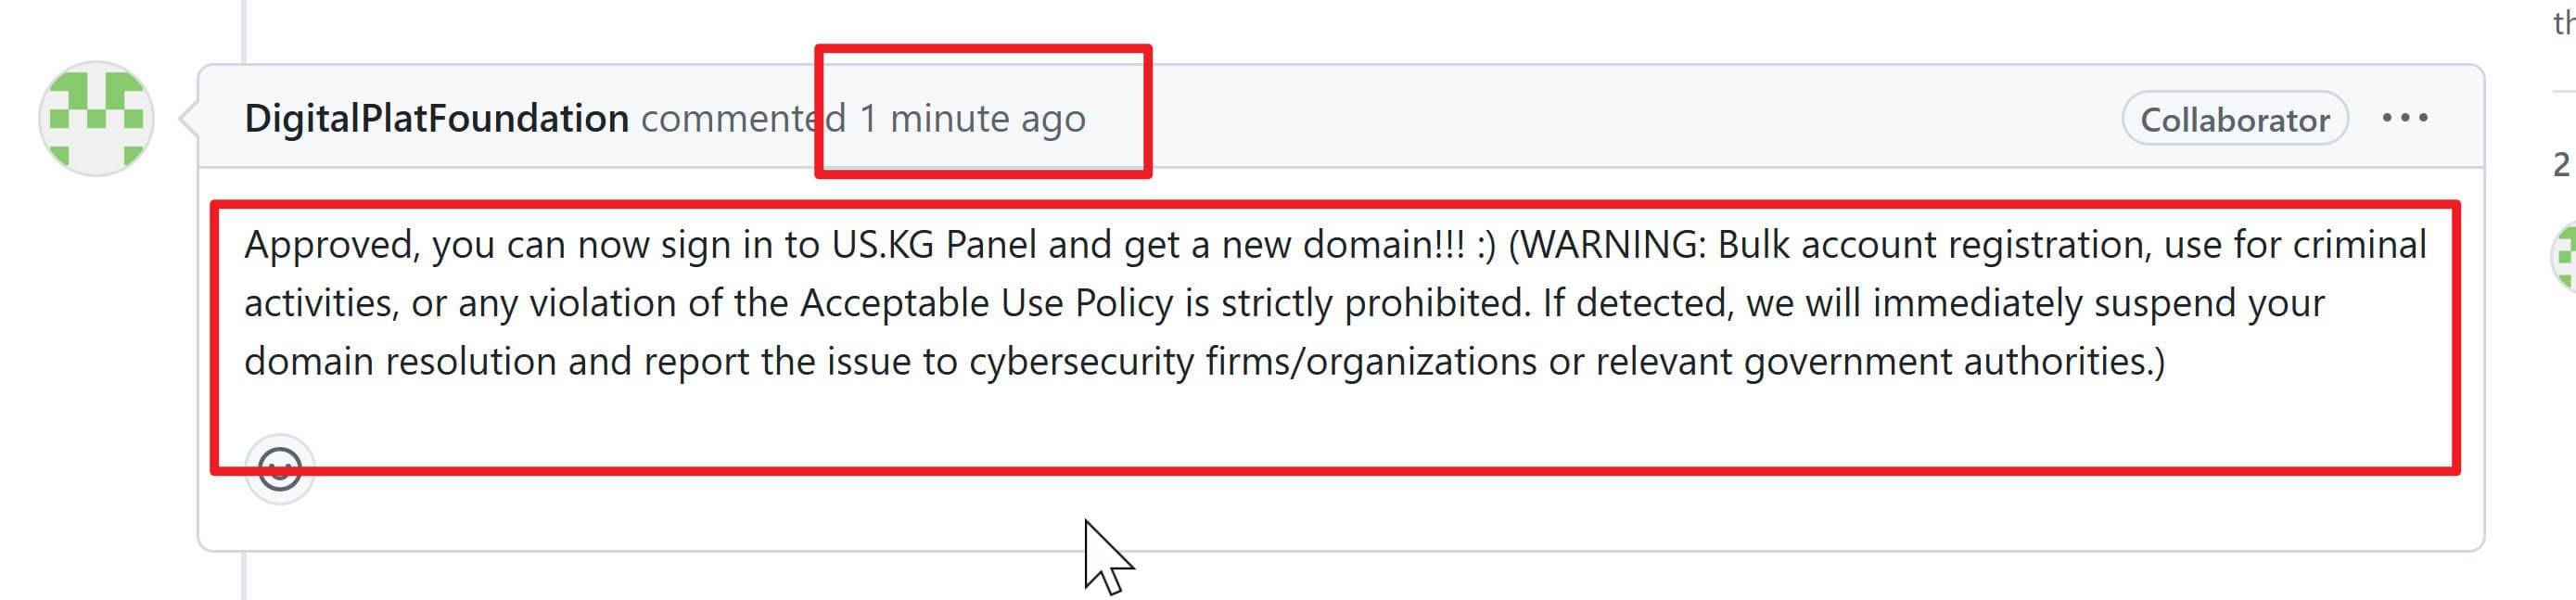 th
DigitalPlatFoundation commented 1 minute ago
Collaborator
2
Approved, you can now sign in to US.KG Panel and get a new domain!!! :) (WARNING: Bulk account registration, use for criminal
activities, or any violation of the Acceptable Use Policy is strictly prohibited. If detected, we will immediately suspend your
domain resolution and report the issue to cybersecurity firms/organizations or relevant government authorities.)